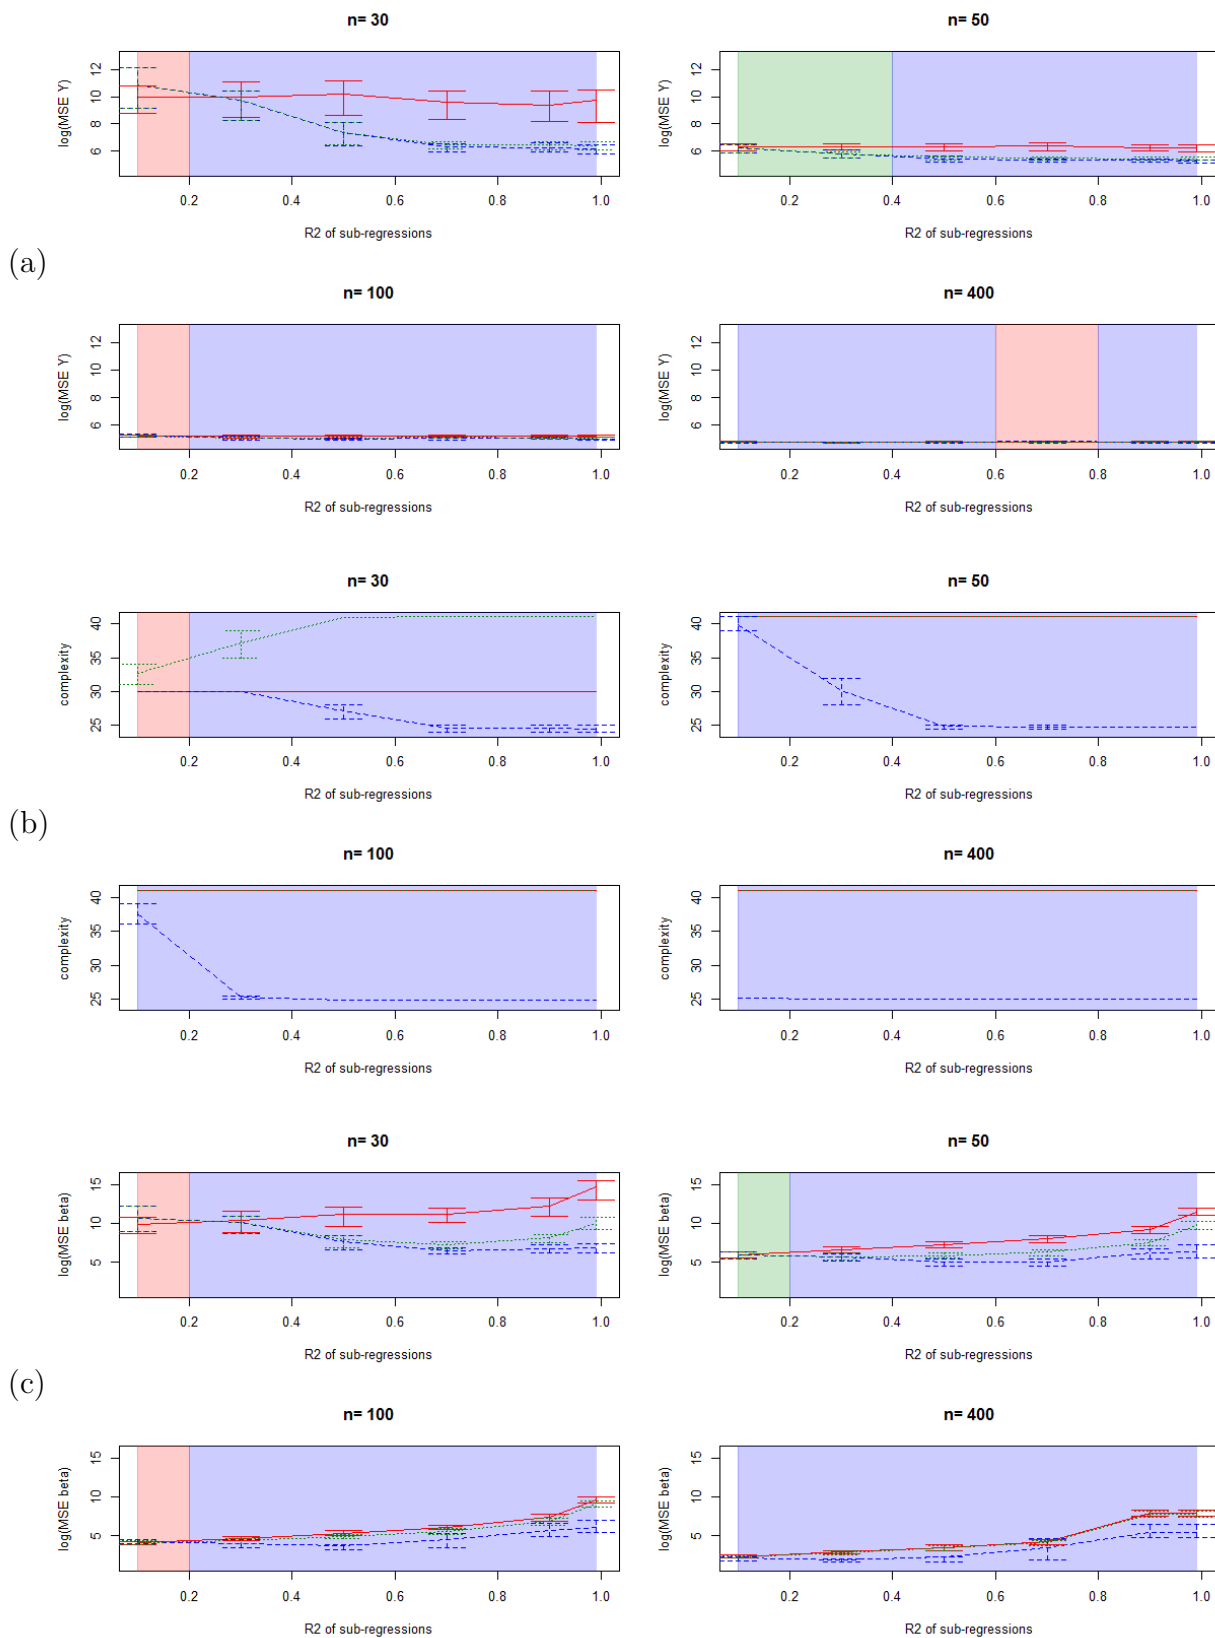 n= 30
log(MSE Y)
12
10
8
6
0.2 0.4 0.6 0.8 1.0
R2 of sub-regressions
n= 50
log(MSE Y)
12
10
8
6
0.2 0.4 0.6 0.8 1.0
R2 of sub-regressions
(a)
n= 100
log(MSE Y)
12
10
8
6
0.2 0.4 0.6 0.8 1.0
R2 of sub-regressions
n= 400
log(MSE Y)
12
10
8
6
0.2 0.4 0.6 0.8 1.0
R2 of sub-regressions
n= 30
complexity
40
35
30
25
0.2 0.4 0.6 0.8 1.0
R2 of sub-regressions
n= 50
complexity
40
35
30
25
0.2 0.4 0.6 0.8 1.0
R2 of sub-regressions
(b)
n= 100
complexity
40
35
30
25
0.2 0.4 0.6 0.8 1.0
R2 of sub-regressions
n= 400
complexity
40
35
30
25
0.2 0.4 0.6 0.8 1.0
R2 of sub-regressions
n= 30
log(MSE beta)
15
10
5
0.2 0.4 0.6 0.8 1.0
R2 of sub-regressions
n= 50
log(MSE beta)
15
10
5
0.2 0.4 0.6 0.8 1.0
R2 of sub-regressions
(c)
n= 100
log(MSE beta)
15
10
5
0.2 0.4 0.6 0.8 1.0
R2 of sub-regressions
n= 400
log(MSE beta)
15
10
5
0.2 0.4 0.6 0.8 1.0
R2 of sub-regressions